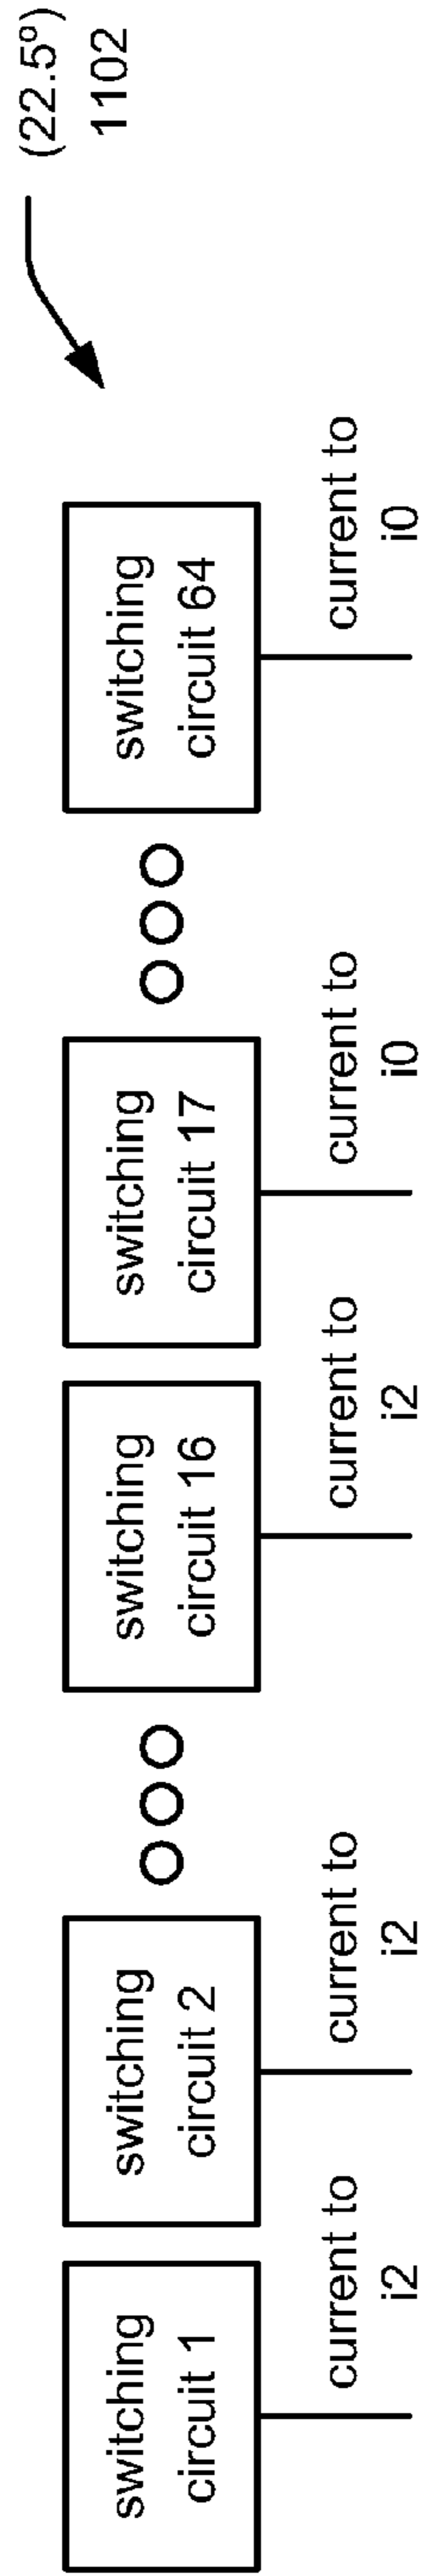 (22.5º)
1102
switching
circuit 1
current to
i2
switching
circuit 2
current to
i2
switching
circuit 16
current to
i2
switching
circuit 17
current to
i0
switching
circuit 64
current to
i0